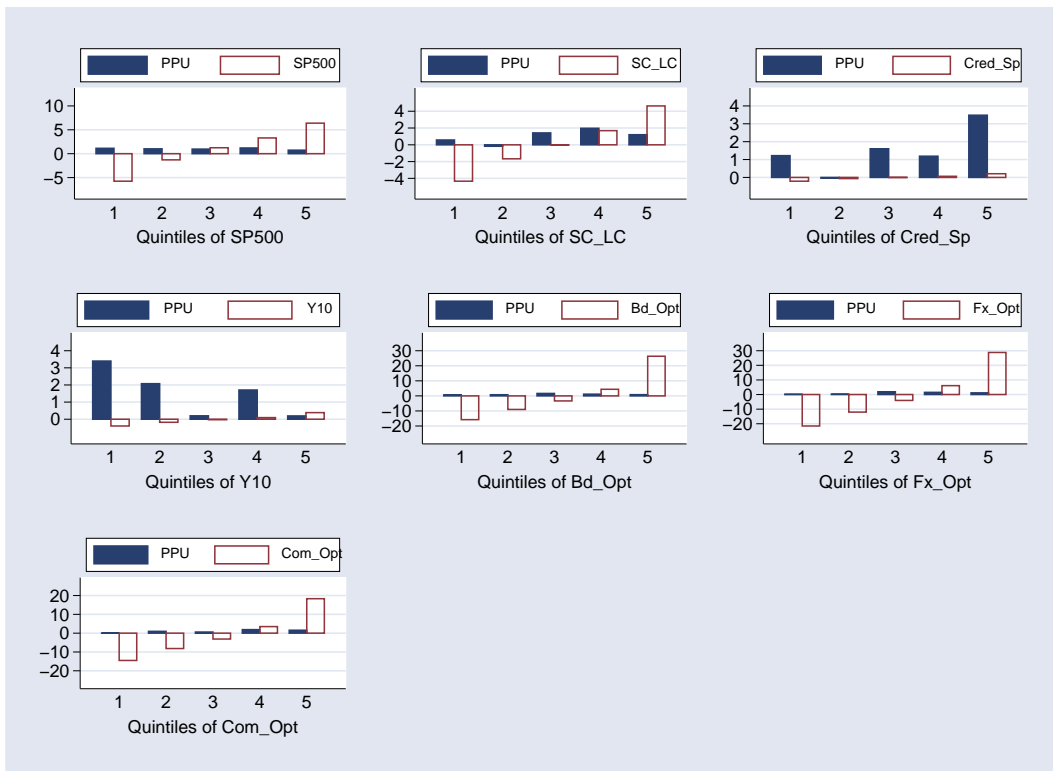 PPU SP500
10
5
0
−5
1 2 3 4 5
Quintiles of SP500
PPU SC_LC
4
2
0
−2
−4
1 2 3 4 5
Quintiles of SC_LC
PPU Cred_Sp
4
3
2
1
0
1 2 3 4 5
Quintiles of Cred_Sp
PPU Y10
4
3
2
1
0
1 2 3 4 5
Quintiles of Y10
PPU Bd_Opt
30
20
10
0
−10
−20
1 2 3 4 5
Quintiles of Bd_Opt
PPU Fx_Opt
30
20
10
0
−10
−20
1 2 3 4 5
Quintiles of Fx_Opt
PPU Com_Opt
20
10
0
−10
−20
1 2 3 4 5
Quintiles of Com_Opt